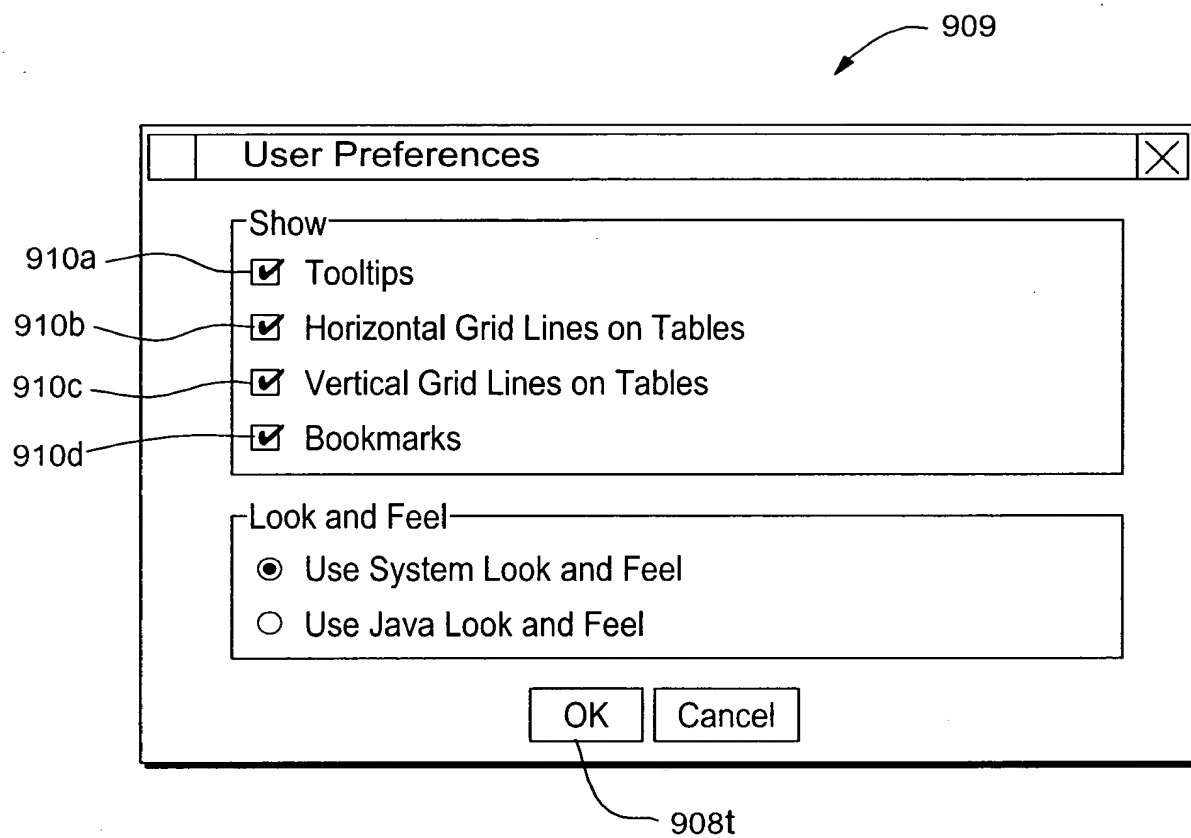 909
User Preferences
Show
910a
Tooltips
910b
Horizontal Grid Lines on Tables
910c
Vertical Grid Lines on Tables
910d
Bookmarks
Look and Feel
Use System Look and Feel
Use Java Look and Feel
OK
Cancel
908t